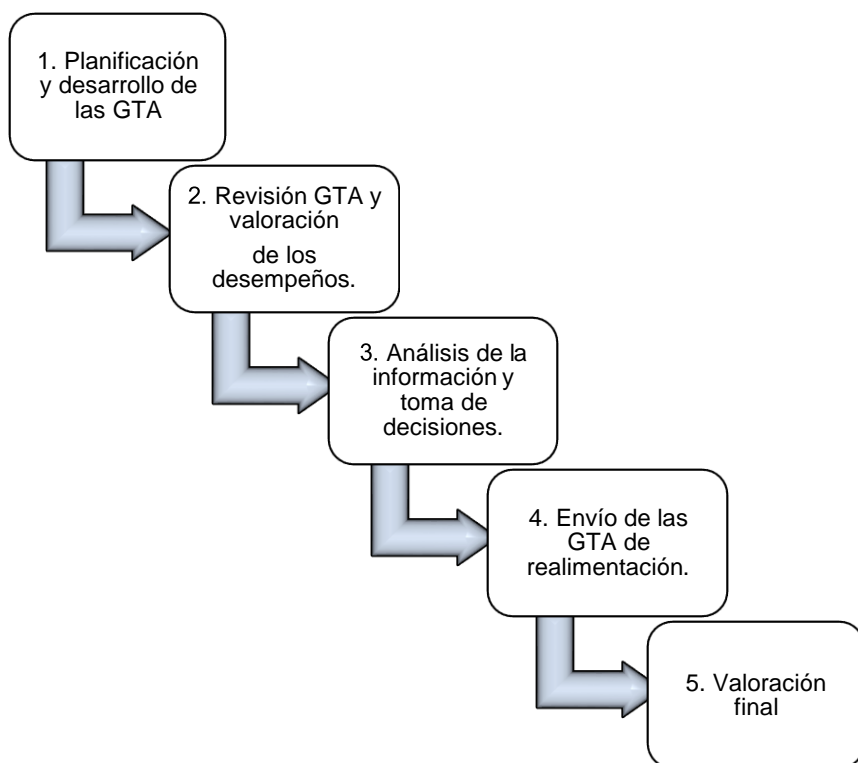 1. Planificación
y desarrollo de
las GTA
2. Revisión GTA y
valoración
de los
desempeños.
3. Análisis de la
información y
toma de
decisiones.
4. Envío de las
GTA de
realimentación.
5. Valoración
final